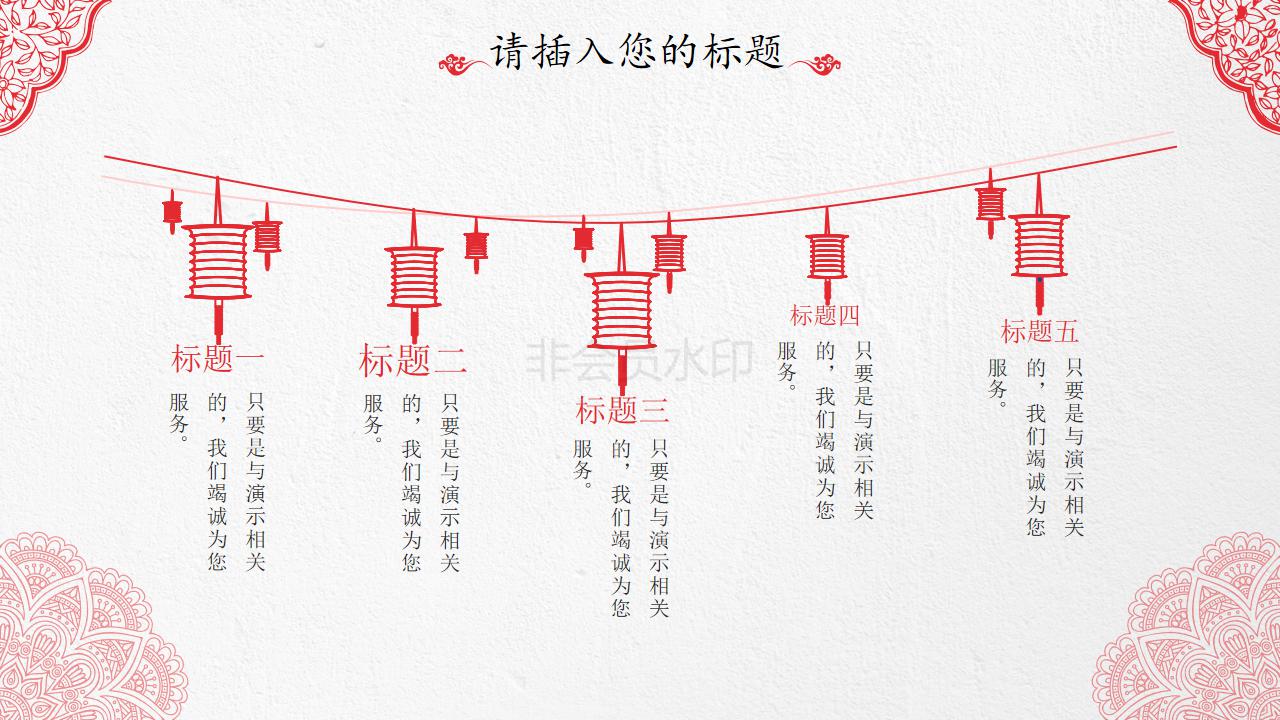 请插入您的标题
标题一
只要是与演示相关
的，我们竭诚为您
服务。
标题二
只要是与演示相关
的，我们竭诚为您
服务。
非会员水印
标题三
只要是与演示相关
的，我们竭诚为您
服务。
标题四
只要是与演示相关
的，我们竭诚为您
服务。
标题五
只要是与演示相关
的，我们竭诚为您
服务。